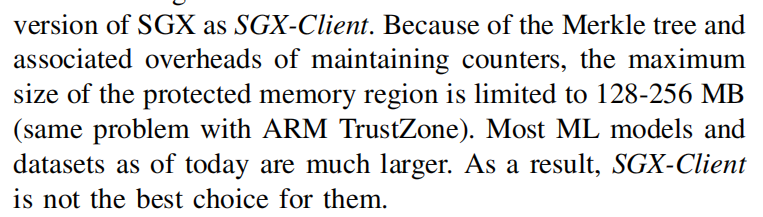 version of SGX as SGX-Client. Because of the Merkle tree and
associated overheads of maintaining counters, the maximum
size of the protected memory region is limited to 128-256 MB
(same problem with ARM TrustZone). Most ML models and
datasets as of today are much larger. As a result, SGX-Client
is not the best choice for them.